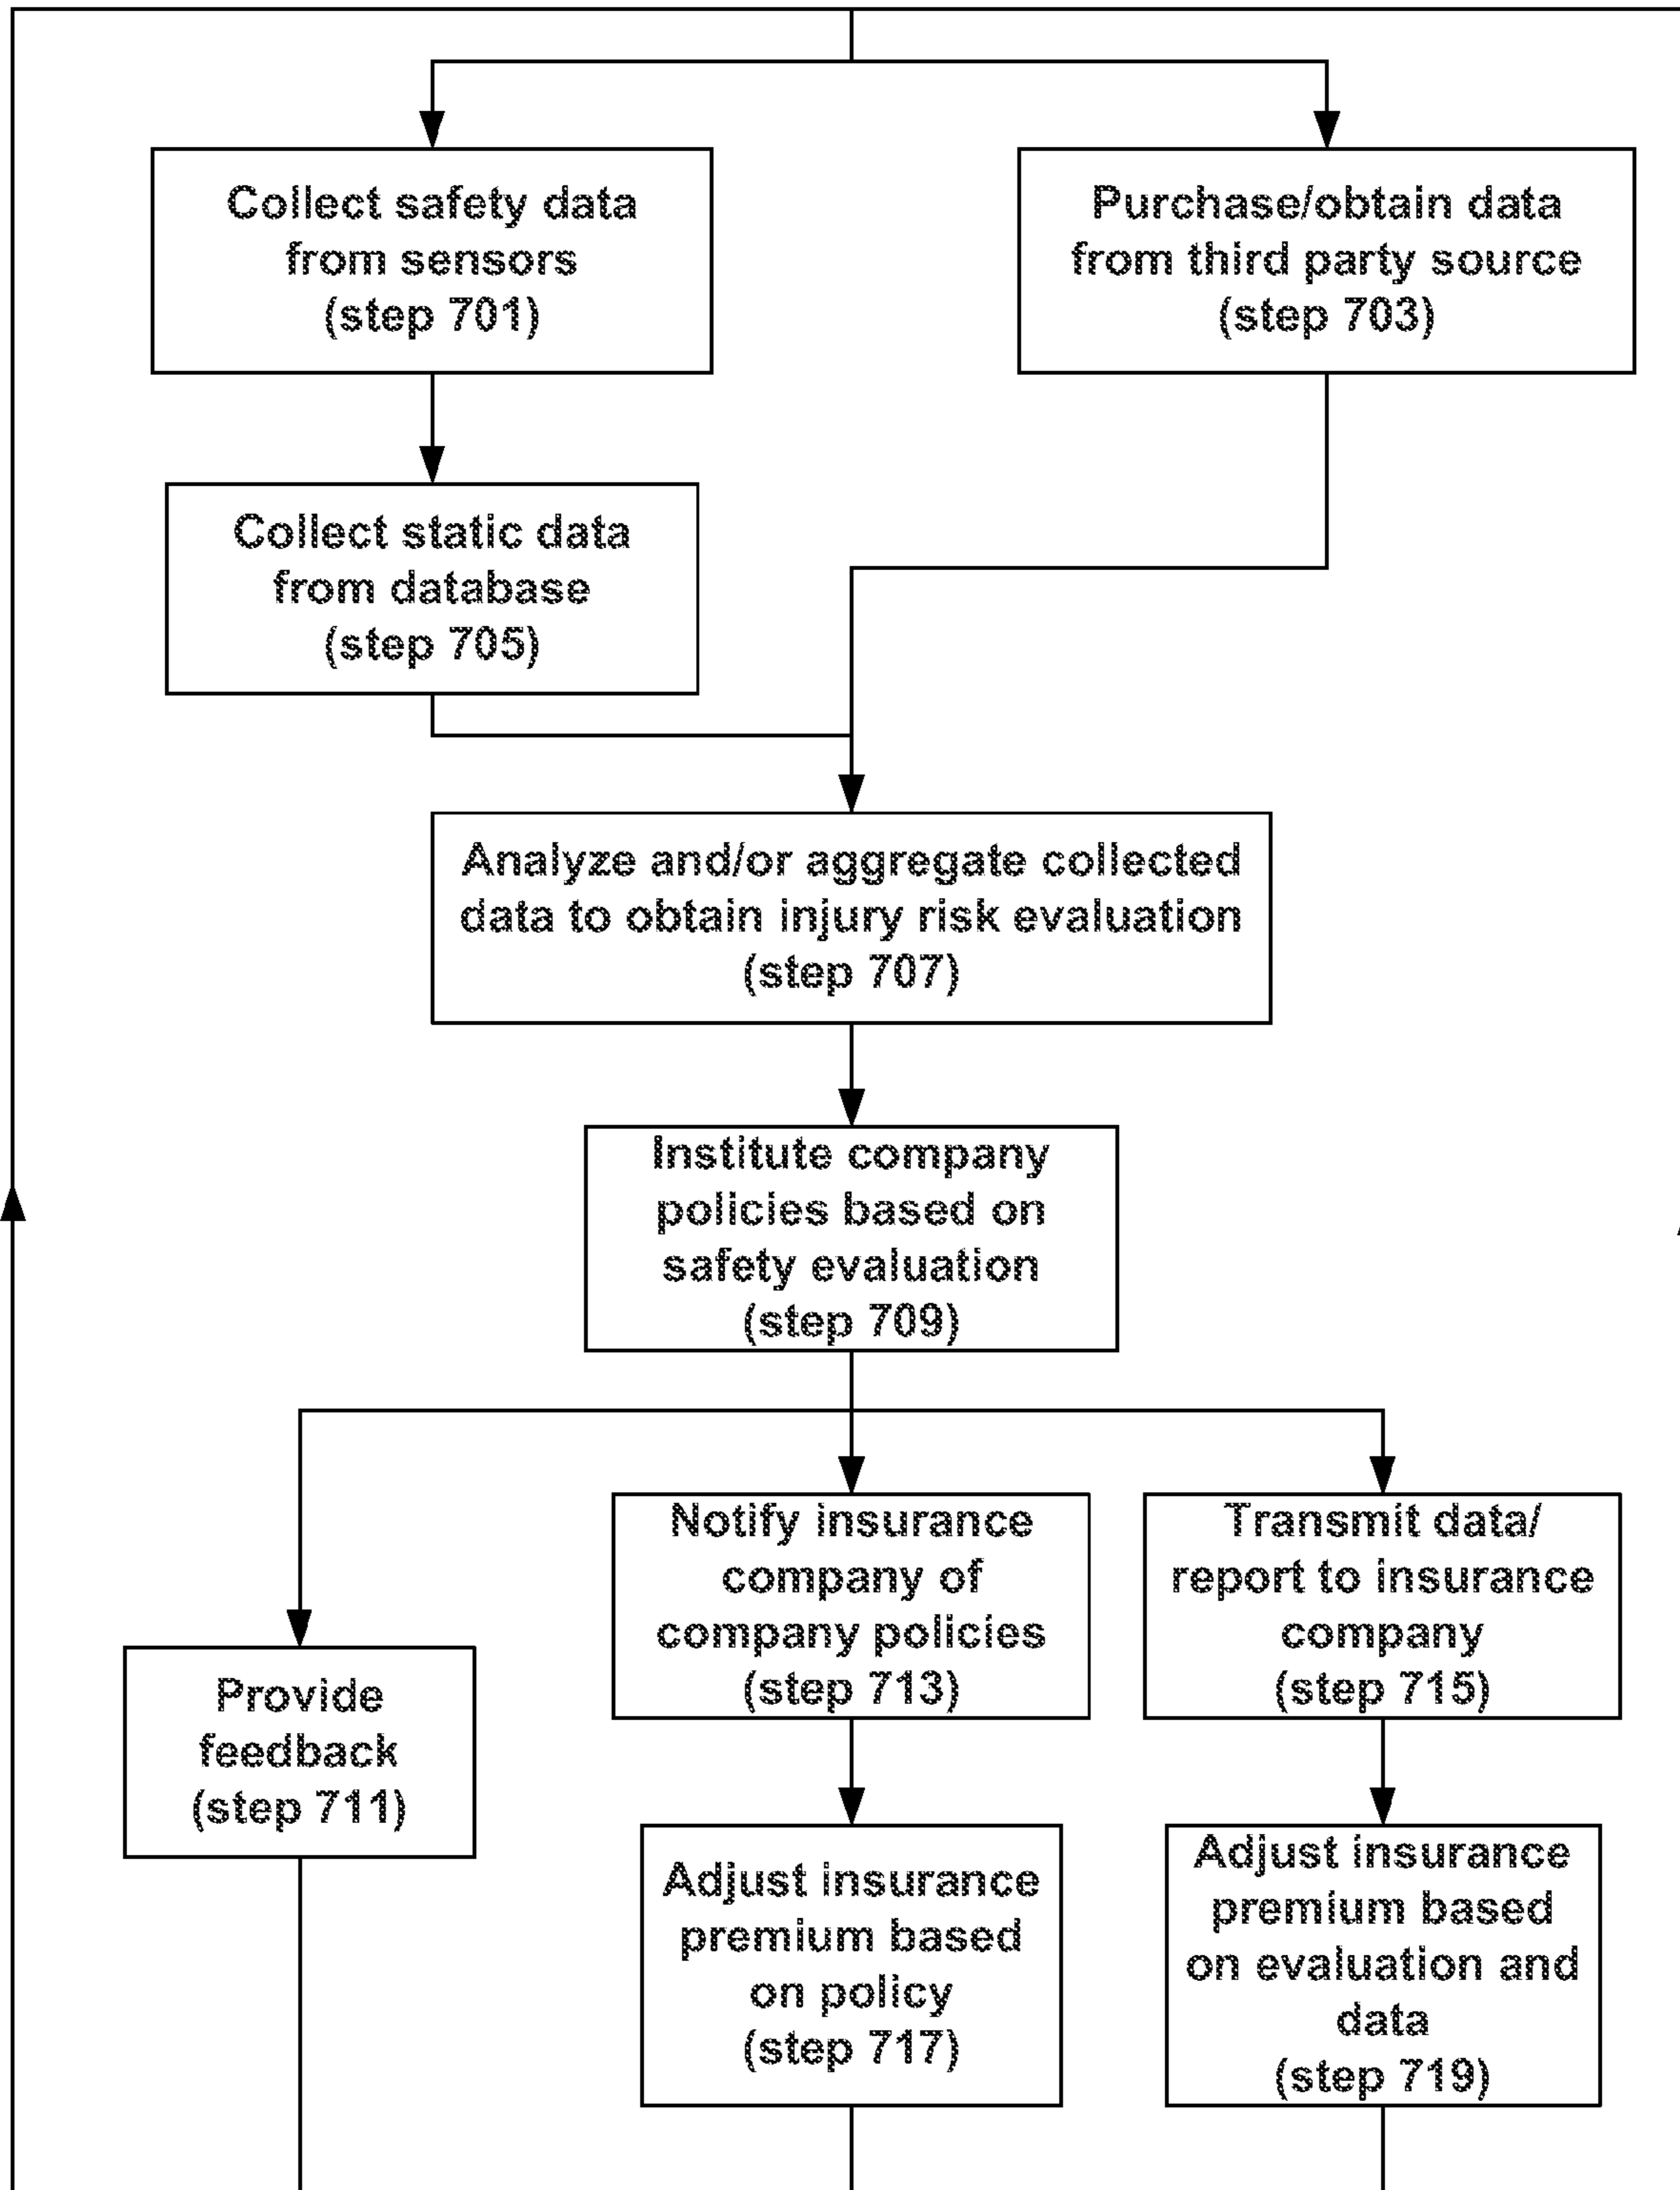 Collect safety data
from sensors
(step 701)
Purchase/obtain data
from third party source
(step 703)
Collect static data
from database
(step 705)
Analyze and/or aggregate collected
data to obtain injury risk evaluation
(step 707)
Institute company
policies based on
safety evaluation
(step 709)
Provide
feedback
(step 711)
Notify insurance
company of
company policies
(step 713)
Transmit data/
report to insurance
company
(step 715)
Adjust insurance
premium based
on policy
(step 717)
Adjust insurance
premium based
on evaluation and
data
(step 719)